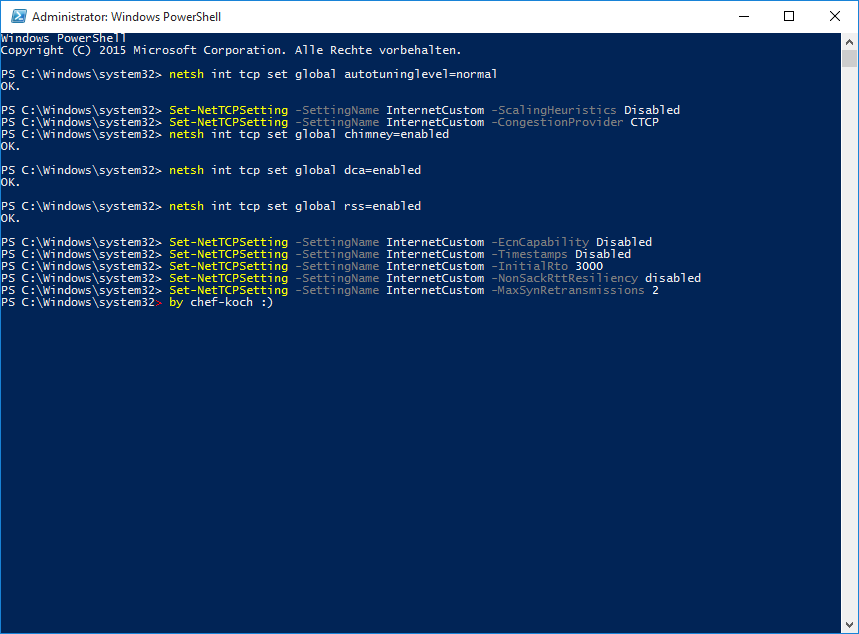 Administrator: Windows PowerShell
Windows PowerShell
Copyright (C) 2015 Microsoft Corporation. Alle Rechte vorbehalten.
PS C:\Windows\system32> netsh int tcp set global autotuninglevel=normal
OK.
PS C:\Windows\system32> Set-NetTCPSetting -SettingName InternetCustom -ScalingHeuristics Disabled
PS C:\Windows\system32> Set-NetTCPSetting -SettingName InternetCustom -CongestionProvider CTCP
PS C:\Windows\system32> netsh int tcp set global chimney=enabled
OK.
PS C:\Windows\system32> netsh int tcp set global dca=enabled
OK.
PS C:\Windows\system32> netsh int tcp set global rss=enabled
OK.
PS C:\Windows\system32> Set-NetTCPSetting -SettingName InternetCustom -EcnCapability Disabled
PS C:\Windows\system32> Set-NetTCPSetting -SettingName InternetCustom -Timestamps Disabled
PS C:\Windows\system32> Set-NetTCPSetting -SettingName InternetCustom -InitialRto 3000
PS C:\Windows\system32> Set-NetTCPSetting -SettingName InternetCustom -NonSackRttResiliency disabled
PS C:\Windows\system32> Set-NetTCPSetting -SettingName InternetCustom -MaxSynRetransmissions 2
PS C:\Windows\system32> by chef-koch :)